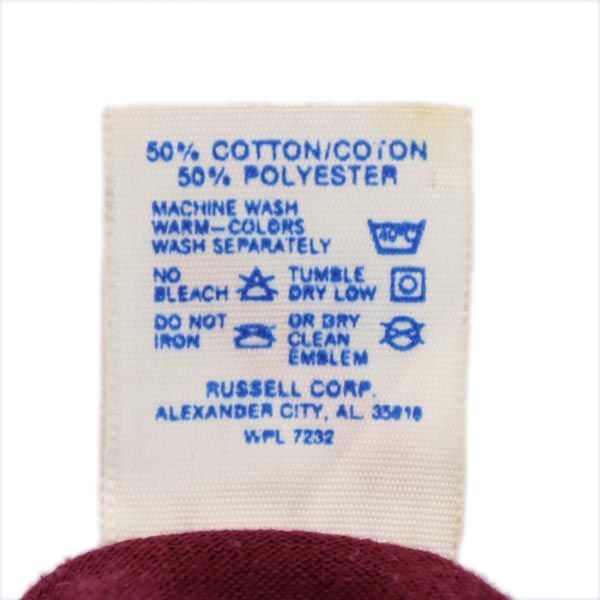 50% COTTON/COTON
50% POLYESTER
MACHINE WASH
WARM—COLORS
WASH SEPARATELY
40°C
NO
BLEACH
TUMBLE
DRY LOW
DO NOT
IRON
OR DRY
CLEAN
EMBLEM
RUSSELL CORP.
ALEXANDER CITY, AL. 35010
WPL 7232